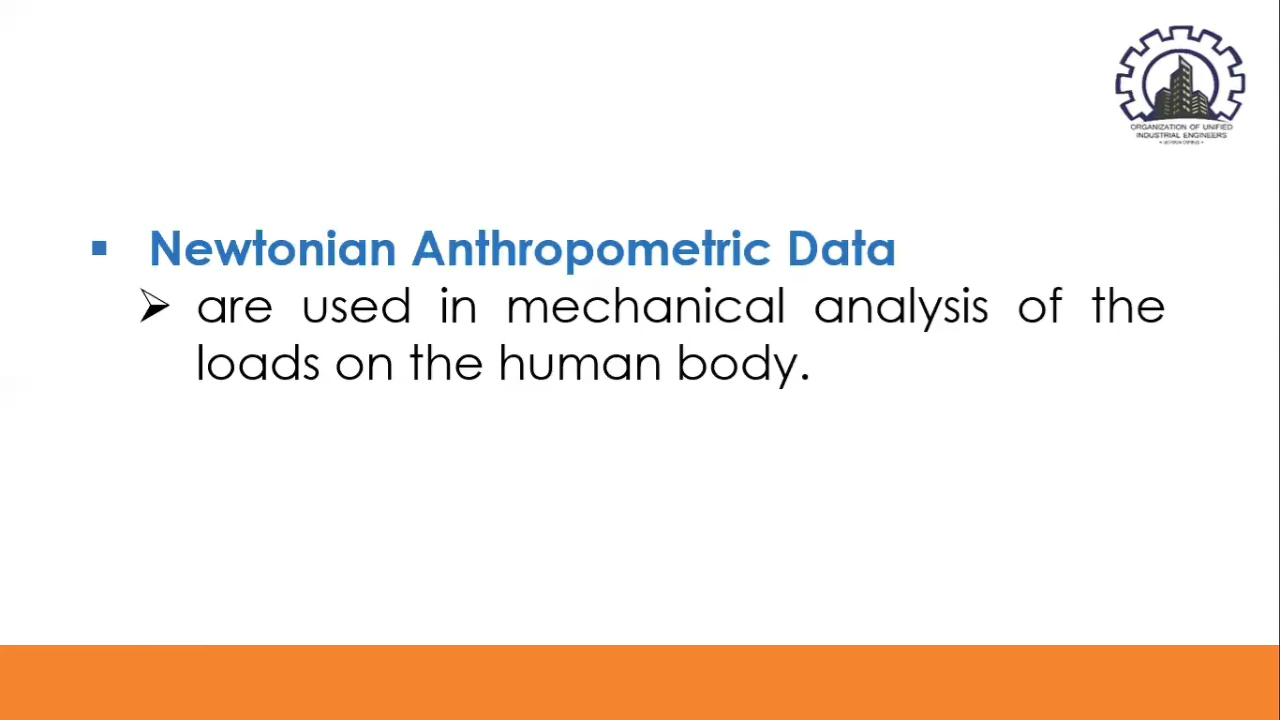 ORGANIZATION OF UNIFIED
INDUSTRIAL ENGINEERS
▪ Newtonian Anthropometric Data
➢ are used in mechanical analysis of the
loads on the human body.